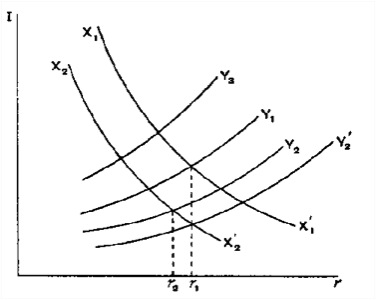 I
X₁
X₂
Y₃
Y₁
Y₂
Y₂′
X₁′
X₂′
r₂
r₁
r